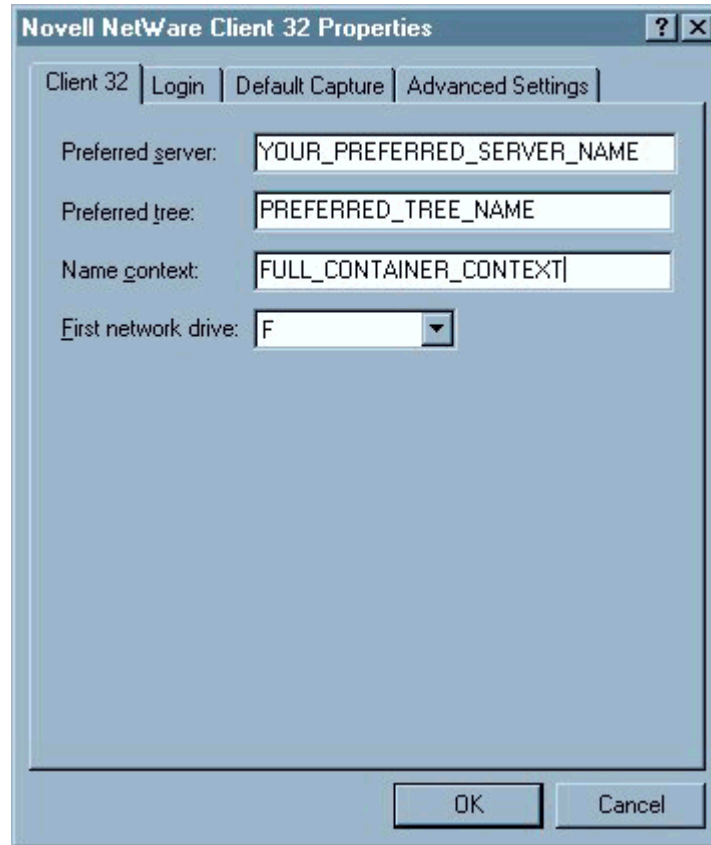 Novell NetWare Client 32 Properties
Client 32 Login Default Capture Advanced Settings
Preferred server: YOUR_PREFERRED_SERVER_NAME
Preferred tree: PREFERRED_TREE_NAME
Name context: FULL_CONTAINER_CONTEXT
First network drive: F
OK Cancel